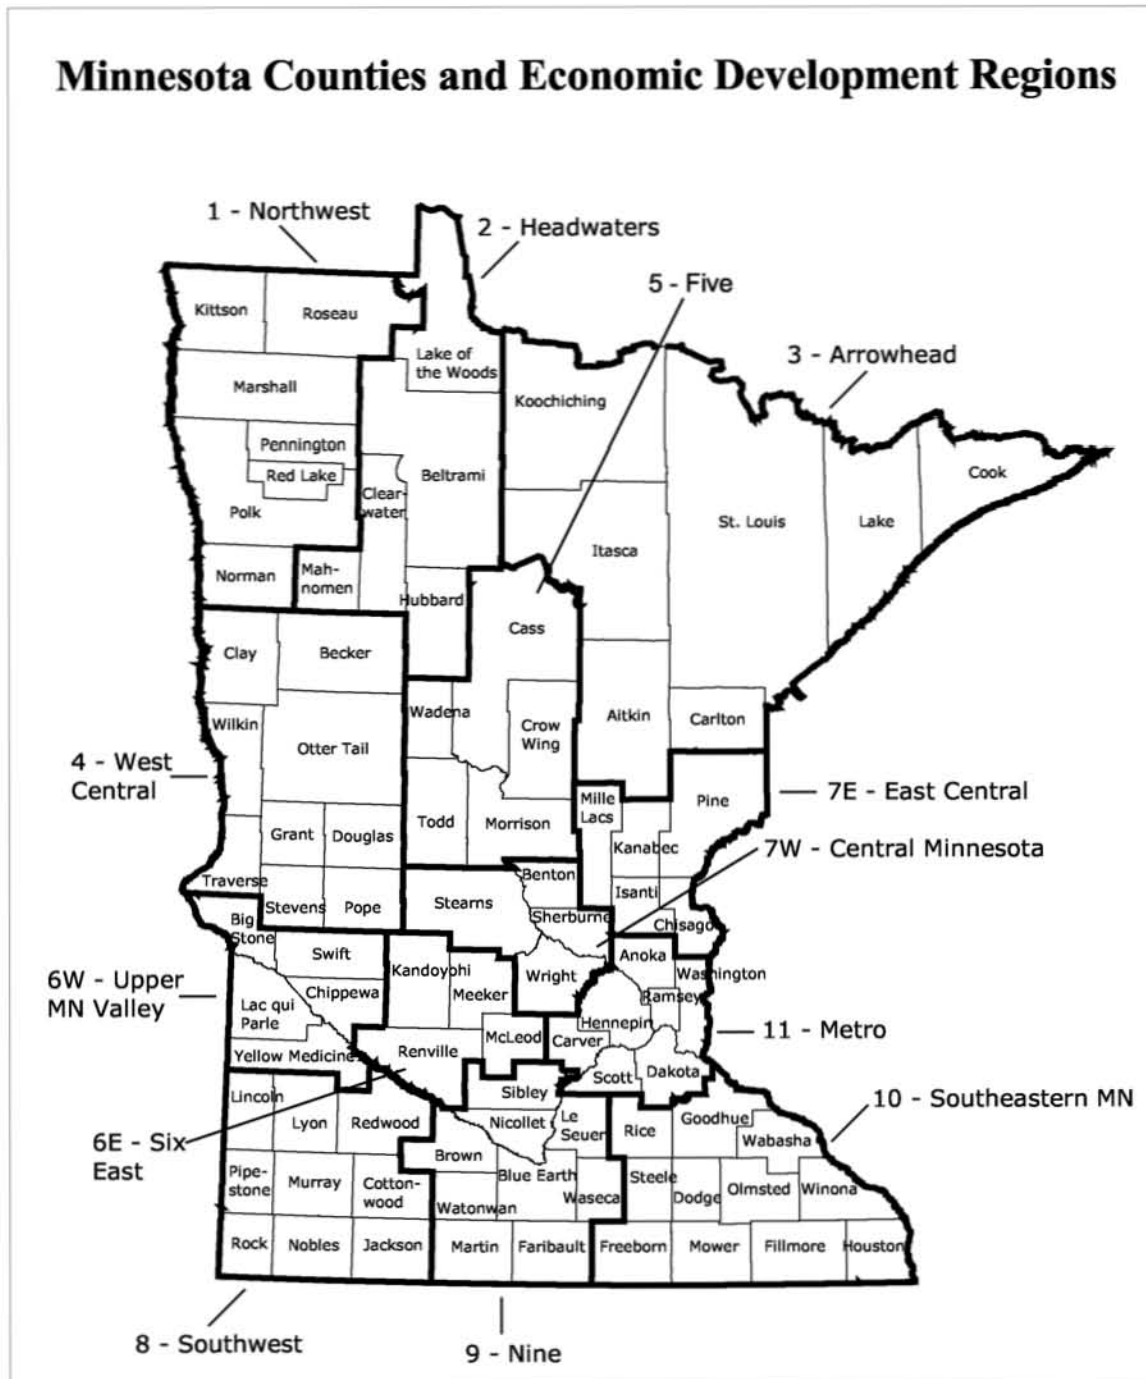 Minnesota Counties and Economic Development Regions
1 - Northwest
2 - Headwaters
5 - Five
3 - Arrowhead
Kittson
Roseau
Lake of
the Woods
Marshall
Koochiching
Pennington
Red Lake
Beltrami
Clear-
water
Polk
Cook
St. Louis
Lake
Itasca
Norman
Mah-
nomen
Hubbard
Cass
Clay
Becker
Wadena
Aitkin
Carlton
Wilkin
Crow
Wing
Otter Tail
4 - West
Central
7E - East Central
Mille
Lacs
Pine
Grant
Douglas
Todd
Morrison
Kanabec
7W - Central Minnesota
Traverse
Benton
Isanti
Stevens
Pope
Stearns
Sherburne
Chisago
Big
Stone
Swift
Anoka
Kandoyohi
Wright
Washington
6W - Upper
MN Valley
Chippewa
Meeker
Ramsey
Lac qui
Parle
Hennepin
11 - Metro
McLeod
Carver
Yellow Medicine
Renville
Scott
Dakota
Lincoln
Sibley
10 - Southeastern MN
Lyon
Redwood
Nicollet
Le
Seuer
Rice
Goodhue
Wabasha
6E - Six
East
Brown
Pipe-
stone
Murray
Cotton-
wood
Blue Earth
Waseca
Steele
Dodge
Olmsted
Winona
Watonwan
Rock
Nobles
Jackson
Martin
Faribault
Freeborn
Mower
Fillmore
Houston
8 - Southwest
9 - Nine